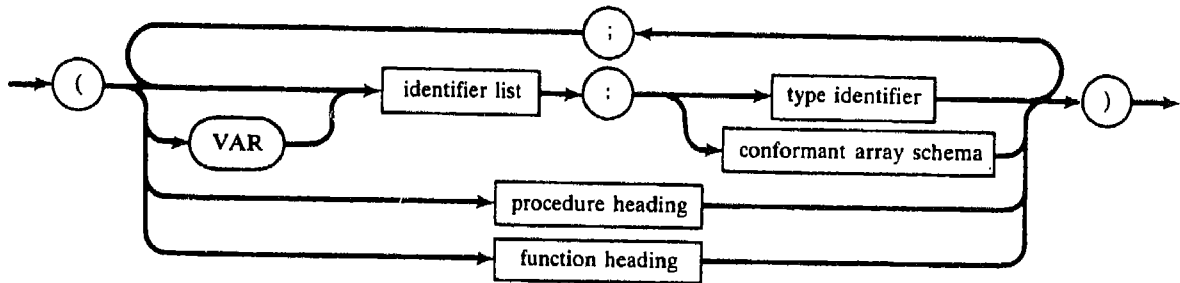 ;
( identifier list : type identifier )
VAR conformant array schema
procedure heading
function heading